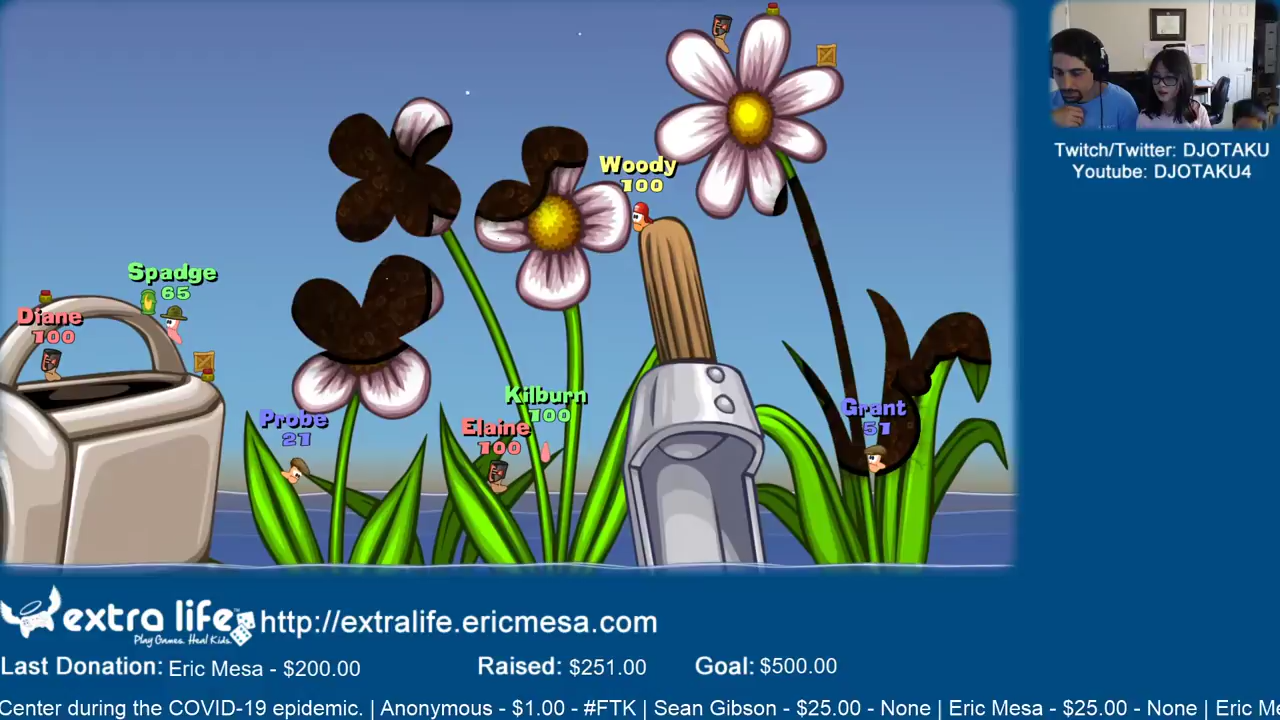 Twitch/Twitter: DJOTAKU
Youtube: DJOTAKU4
Woody
100
Spadge
65
Diane
100
Kilburn
100
Probe
21
Elaine
100
Grant
51
extra life
Play Games. Heal Kids.
http://extralife.ericmesa.com
Last Donation: Eric Mesa - $200.00
Raised: $251.00
Goal: $500.00
Center during the COVID-19 epidemic. | Anonymous - $1.00 - #FTK | Sean Gibson - $25.00 - None | Eric Mesa - $25.00 - None | Eric Me